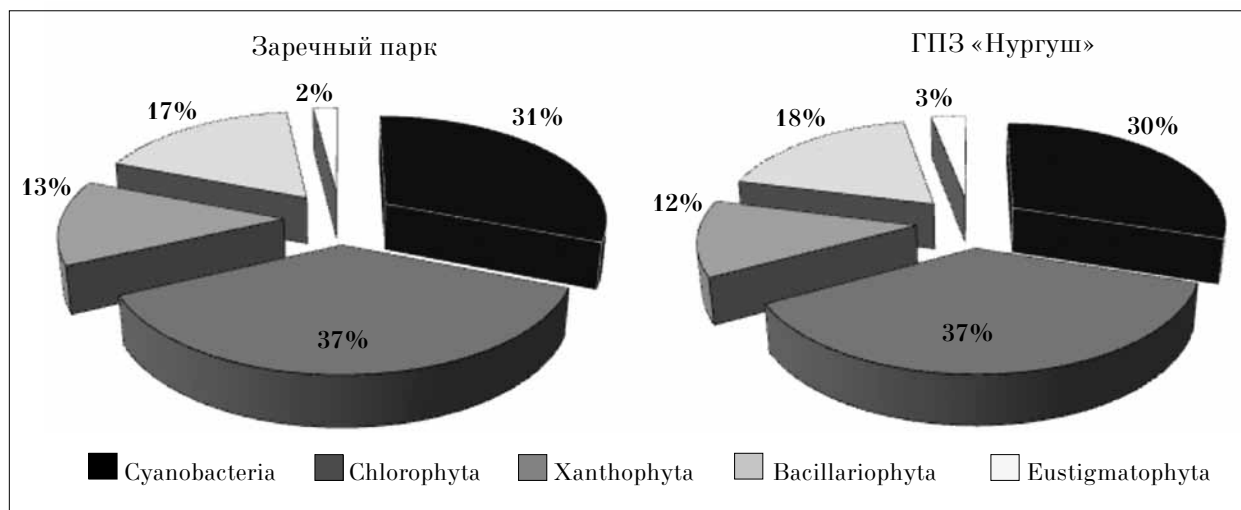 Заречный парк
ГПЗ «Нургуш»
2%
17%
31%
13%
37%
3%
18%
30%
12%
37%
Cyanobacteria
Chlorophyta
Xanthophyta
Bacillariophyta
Eustigmatophyta